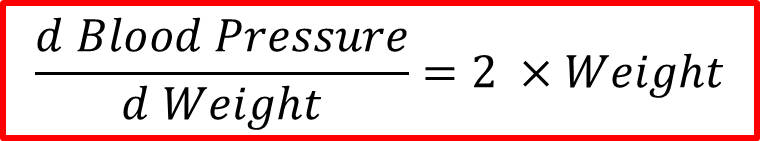 d Blood Pressure
d Weight
= 2 × Weight